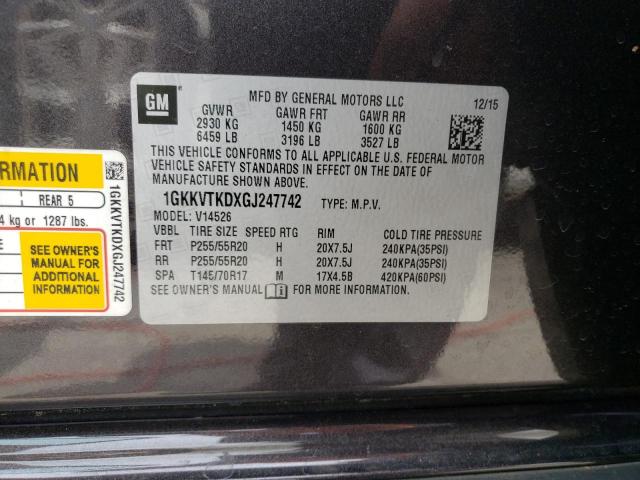 GM
MFD BY GENERAL MOTORS LLC 12/15
GVWR GAWR FRT GAWR RR
2930 KG 1450 KG 1600 KG
6459 LB 3196 LB 3527 LB
THIS VEHICLE CONFORMS TO ALL APPLICABLE U.S. FEDERAL MOTOR
VEHICLE SAFETY STANDARDS IN EFFECT ON THE DATE OF
MANUFACTURE SHOWN ABOVE.
1GKKVTKDXGJ247742 TYPE: M.P.V.
MODEL: V14526
VBBL TIRE SIZE SPEED RTG RIM COLD TIRE PRESSURE
FRT P255/55R20 H 20X7.5J 240KPA(35PSI)
RR P255/55R20 H 20X7.5J 240KPA(35PSI)
SPA T145/70R17 M 17X4.5B 420KPA(60PSI)
SEE OWNER'S MANUAL FOR MORE INFORMATION.
ORMATION
REAR 5
4 kg or 1287 lbs.
SEE OWNER'S
MANUAL FOR
ADDITIONAL
INFORMATION
1GKKVTKDXGJ247742